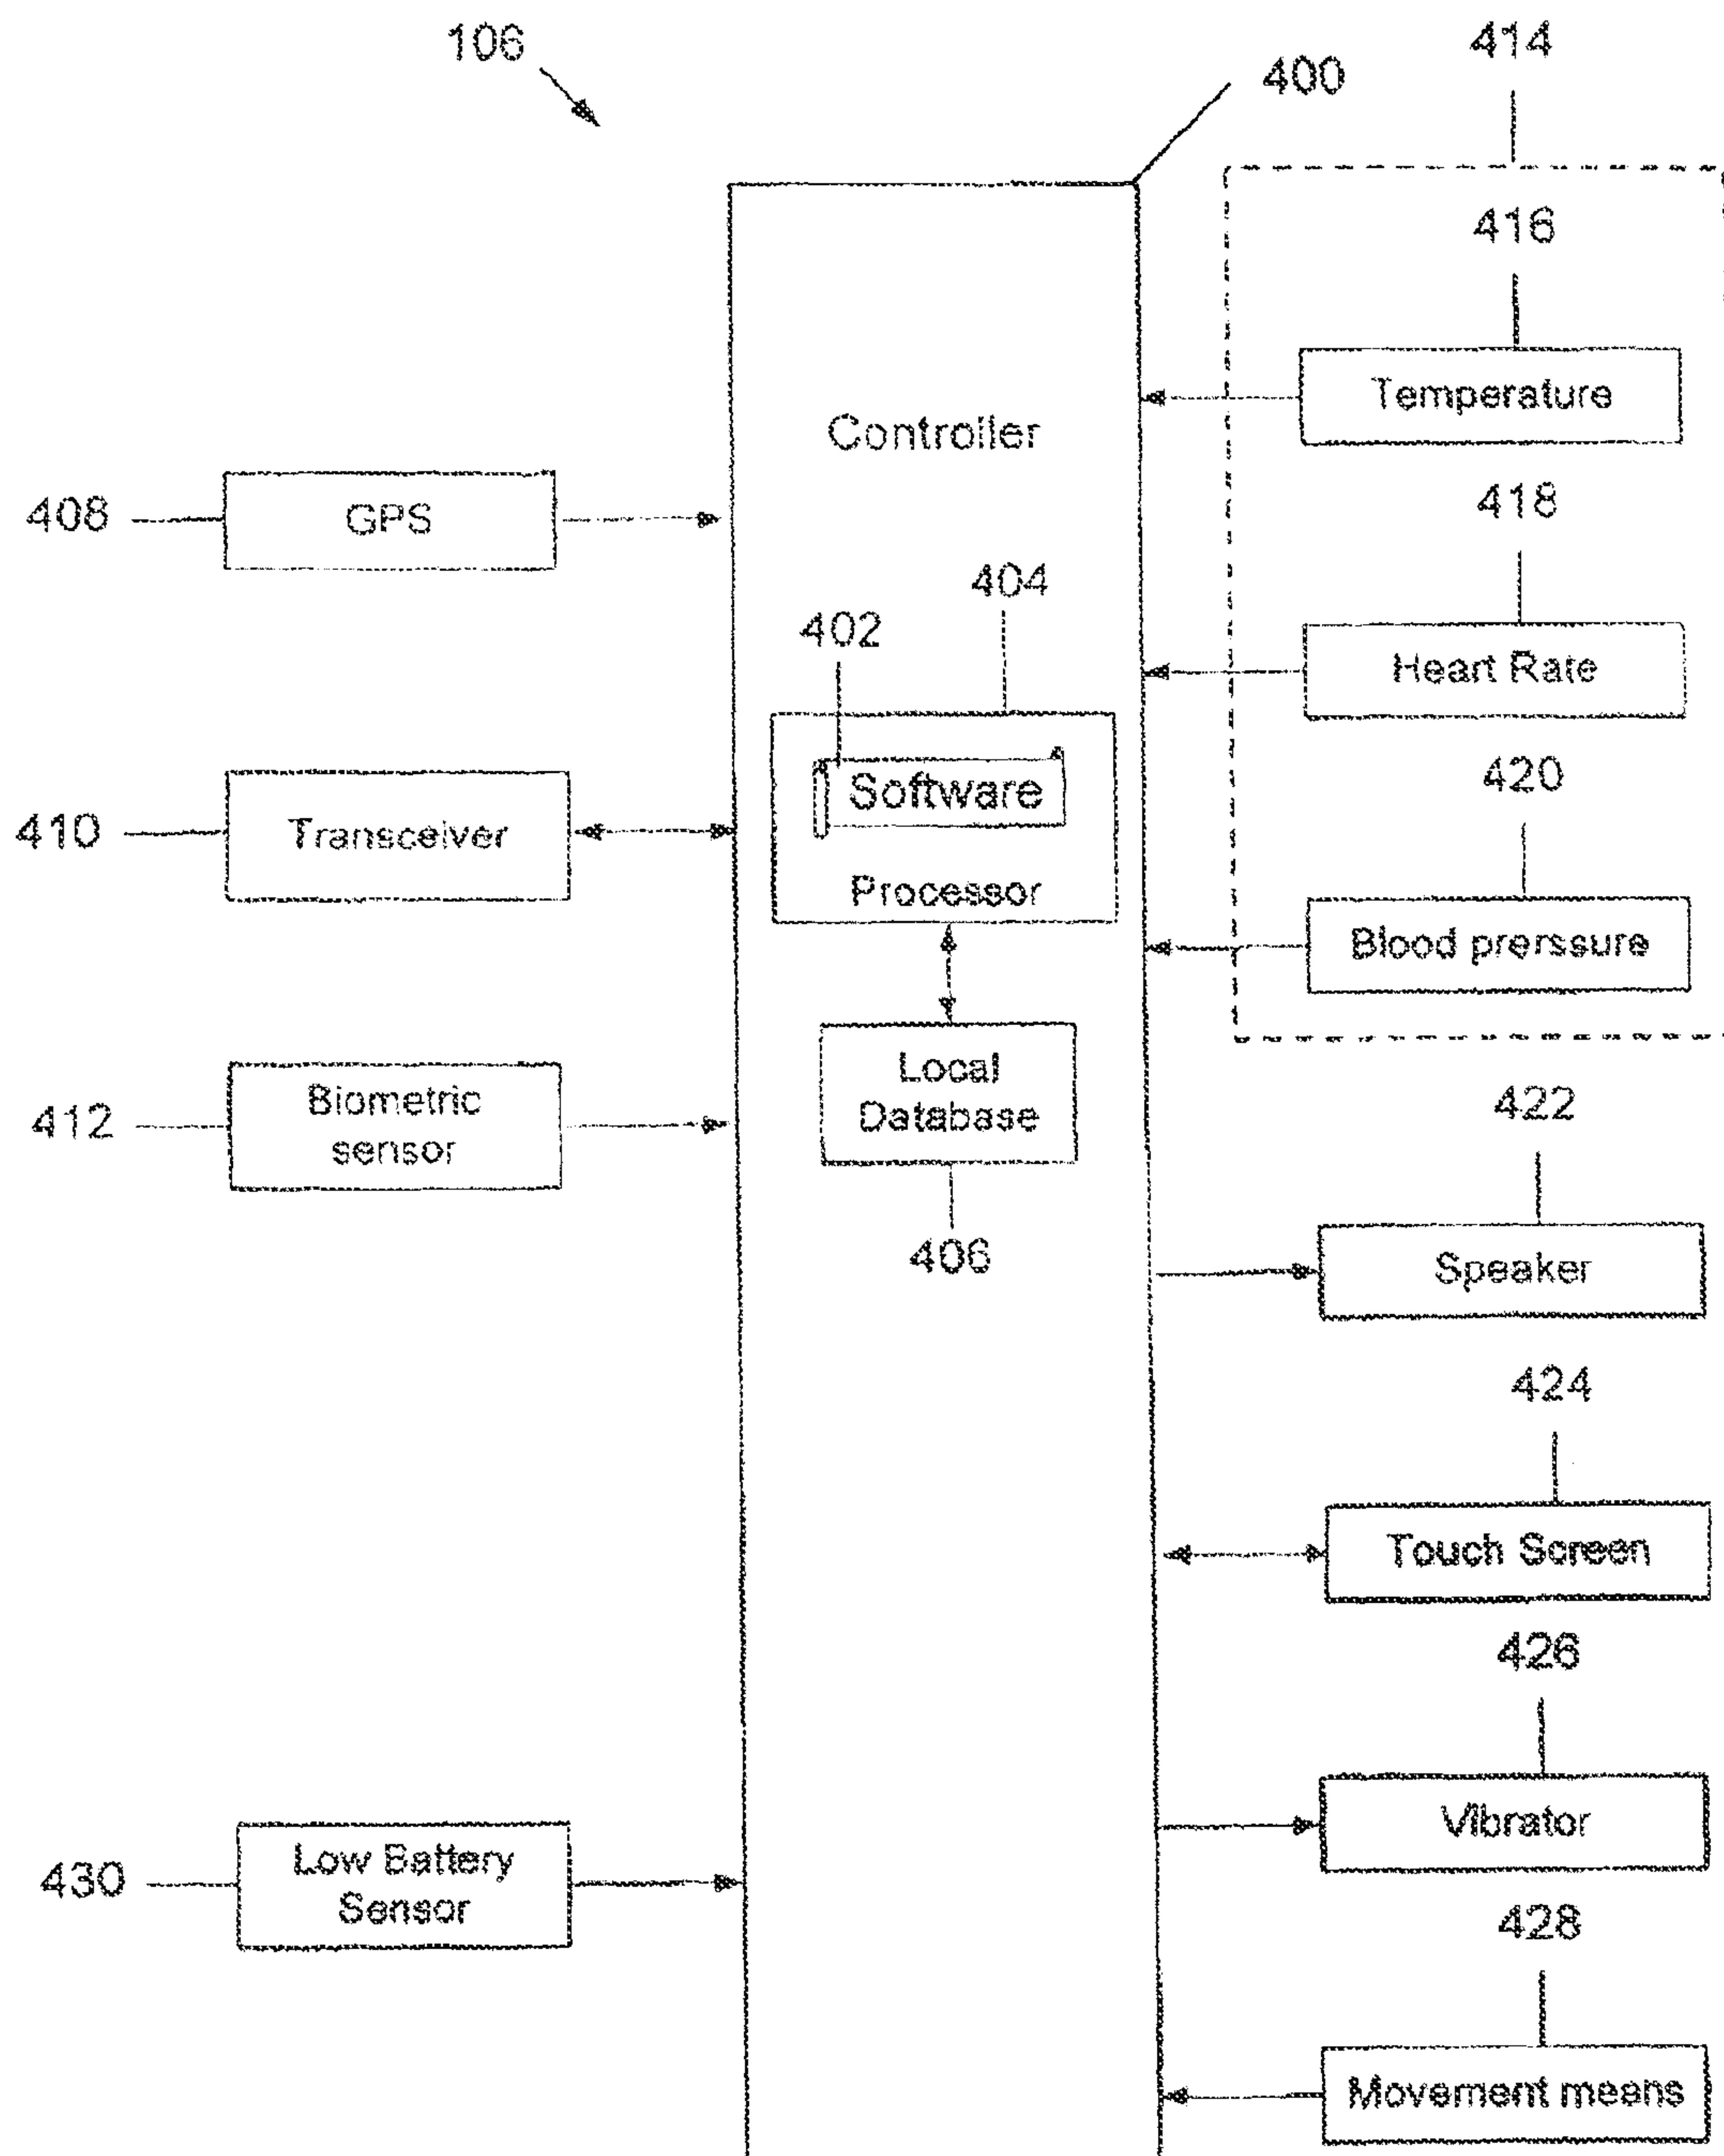 106
400
414
416
Temperature
Controller
418
408
GPS
404
402
Heart Rate
Software
420
410
Transceiver
Processor
Blood prerssure
Local
Database
412
Biometric
sensor
422
406
Speaker
424
Touch Screen
426
Vibrator
430
Low Battery
Sensor
428
Movement means